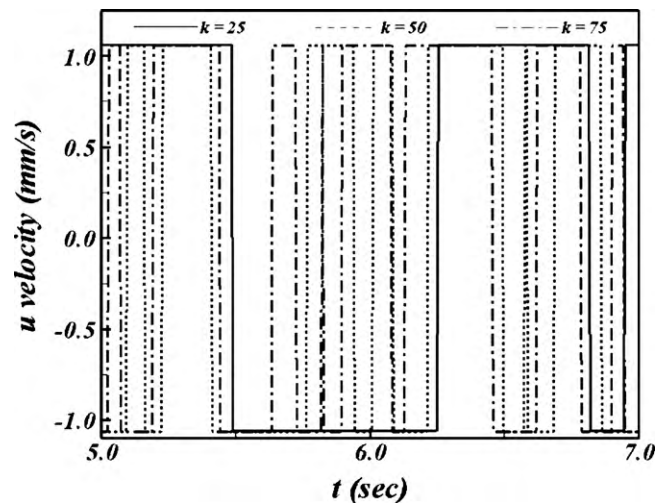 k = 25 k = 50 k = 75
1.0
0.5
0.0
-0.5
-1.0
u velocity (mm/s)
5.0 6.0 7.0
t (sec)